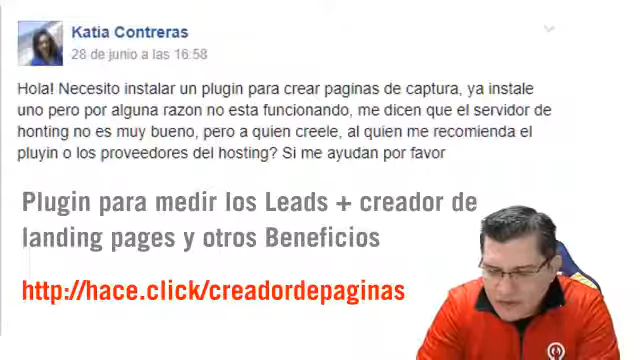 Katia Contreras
28 de junio a las 16:58
Hola! Necesito instalar un plugin para crear paginas de captura, ya instale
uno pero por alguna razon no esta funcionando, me dicen que el servidor de
honting no es muy bueno, pero a quien creele, al quien me recomienda el
pluyin o los proveedores del hosting? Si me ayudan por favor
Plugin para medir los Leads + creador de
landing pages y otros Beneficios
http://hace.click/creadordepaginas